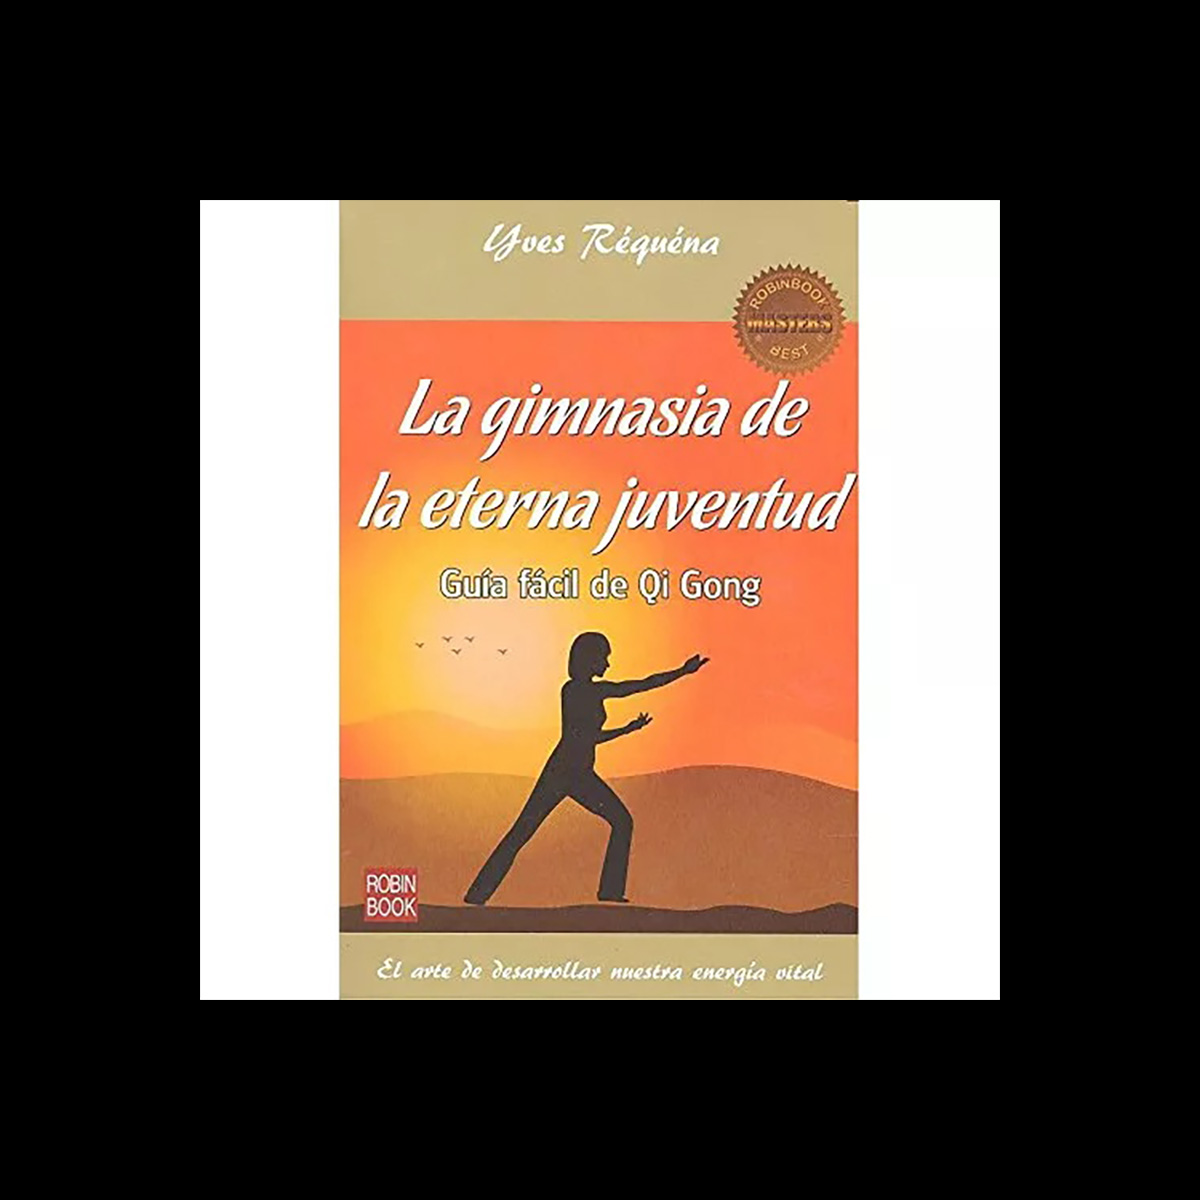 Yves Réquéna
ROBINBOOK
MASTERS
BEST
La gimnasia de
la eterna juventud
Guía fácil de Qi Gong
ROBIN
BOOK
El arte de desarrollar nuestra energía vital